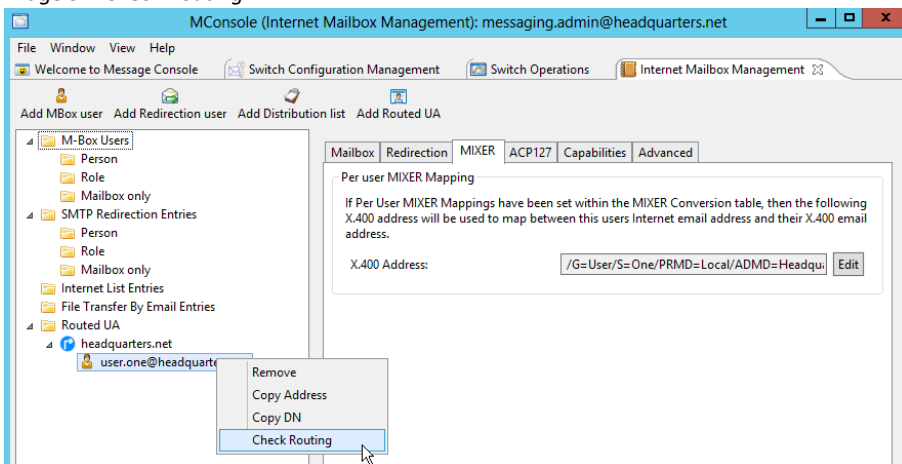 MConsole (Internet Mailbox Management): messaging.admin@headquarters.net
File Window View Help
Welcome to Message Console Switch Configuration Management Switch Operations Internet Mailbox Management
Add MBox user Add Redirection user Add Distribution list Add Routed UA
M-Box Users
Person
Role
Mailbox only
SMTP Redirection Entries
Person
Role
Mailbox only
Internet List Entries
File Transfer By Email Entries
Routed UA
headquarters.net
user.one@headquarte
Remove
Copy Address
Copy DN
Check Routing
Mailbox Redirection MIXER ACP127 Capabilities Advanced
Per user MIXER Mapping
If Per User MIXER Mappings have been set within the MIXER Conversion table, then the following
X.400 address will be used to map between this users Internet email address and their X.400 email
address.
X.400 Address: /G=User/S=One/PRMD=Local/ADMD=Headqu Edit